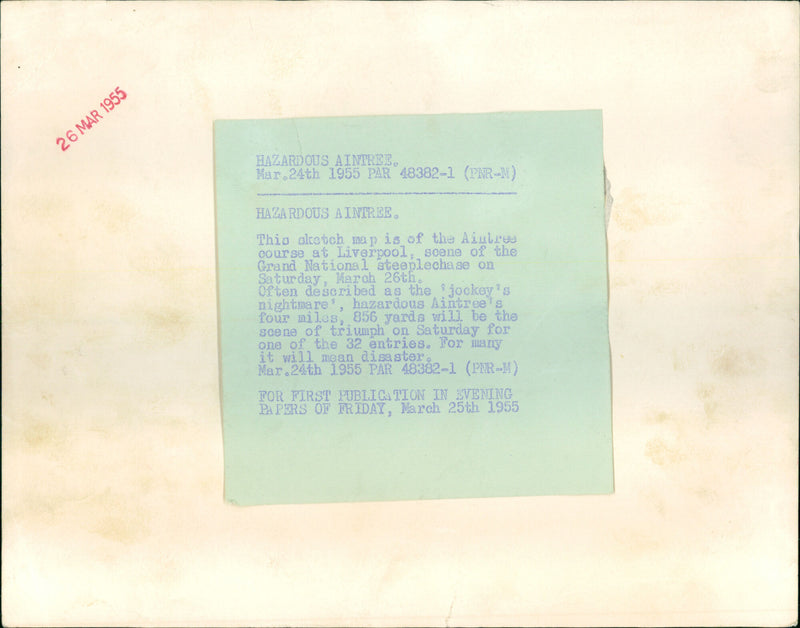 26 MAR 1955
HAZARDOUS AINTREE.
Mar.24th 1955 PAR 48382-1 (PNR-M)
HAZARDOUS AINTREE.
This sketch map is of the Aintree
course at Liverpool, scene of the
Grand National steeplechase on
Saturday, March 26th.
Often described as the 'jockey's
nightmare', hazardous Aintree's
four miles, 856 yards will be the
scene of triumph on Saturday for
one of the 32 entries. For many
it will mean disaster.
Mar.24th 1955 PAR 48382-1 (PNR-M)
FOR FIRST PUBLICATION IN EVENING
PAPERS OF FRIDAY, March 25th 1955